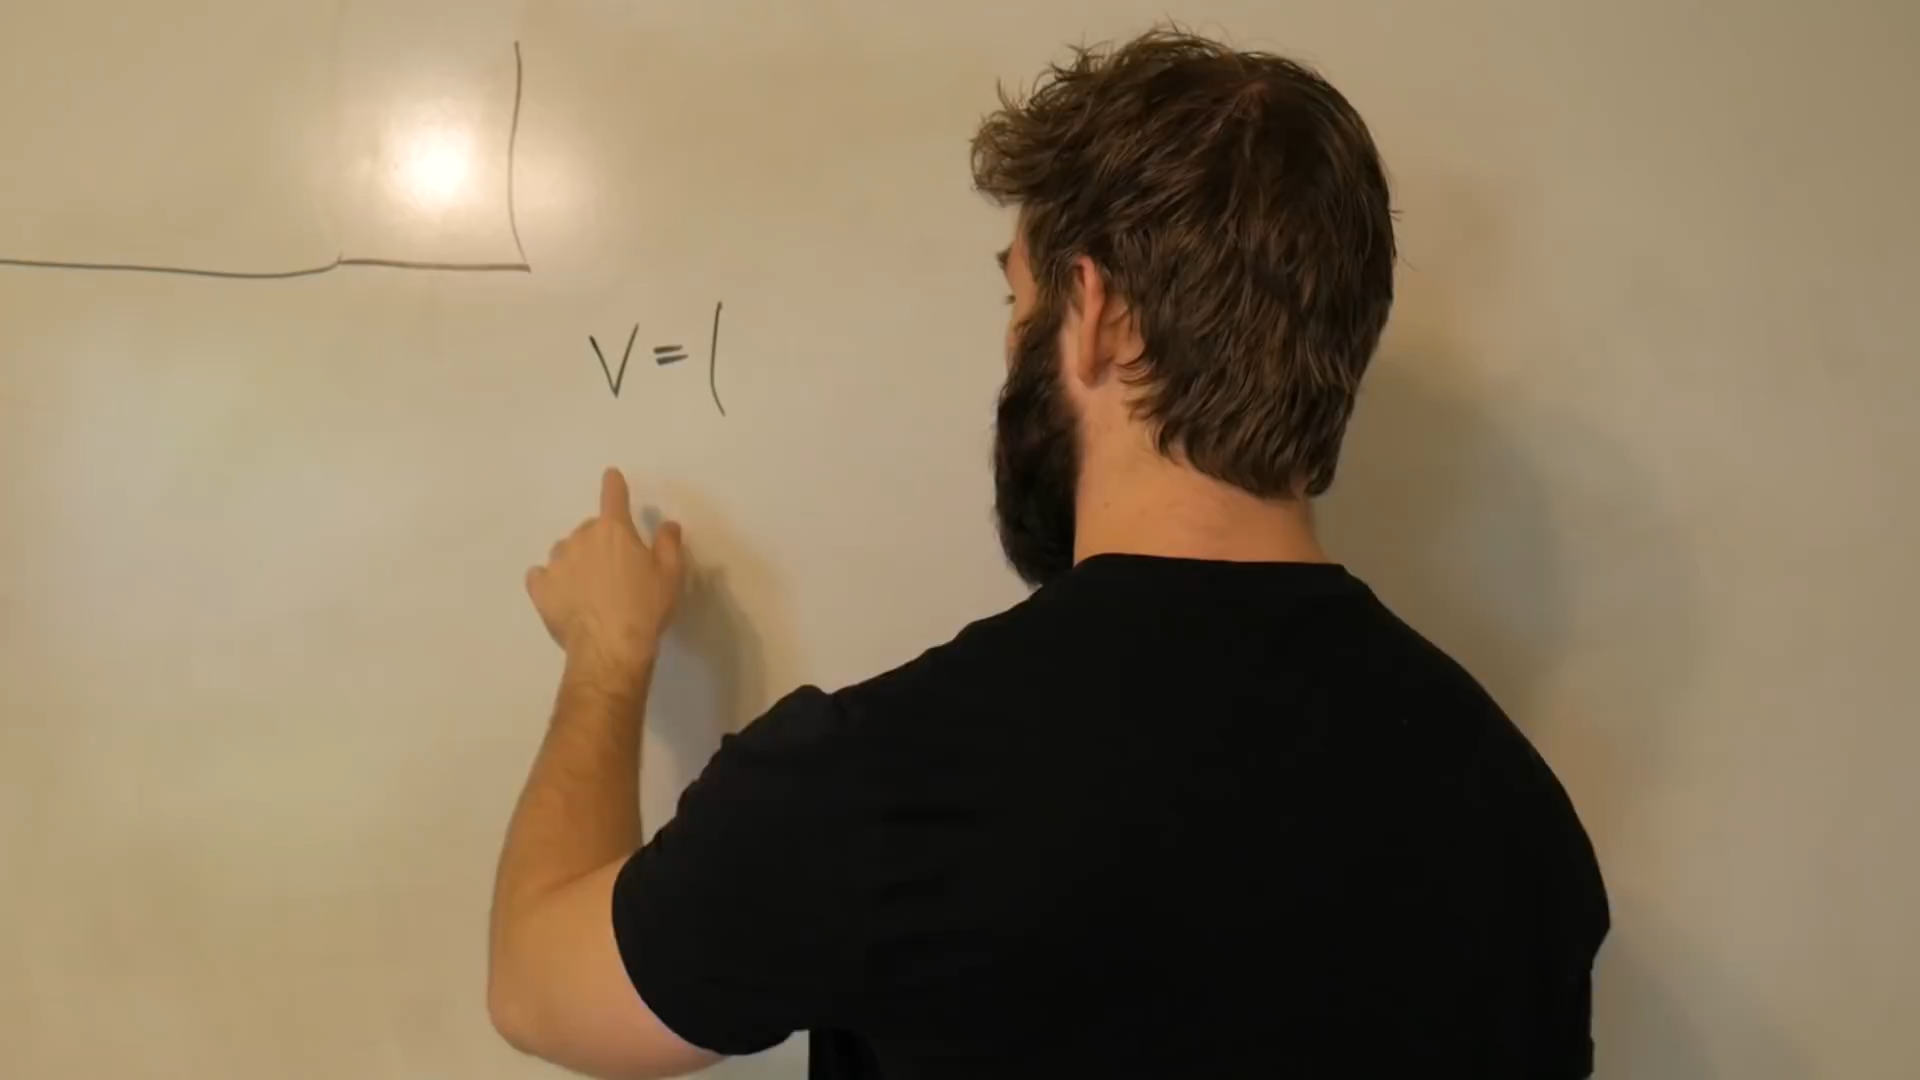 V = (